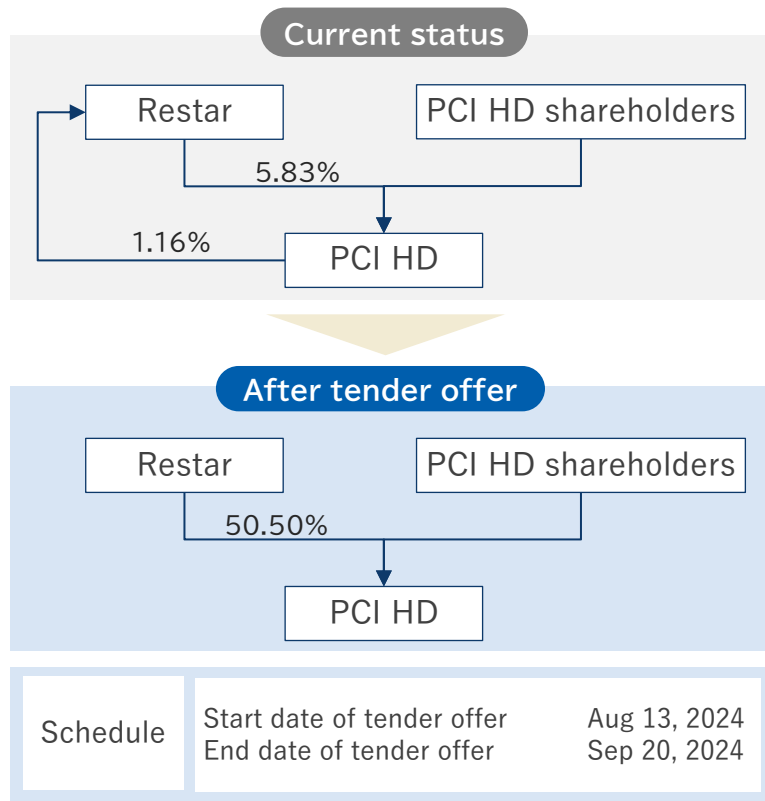 Current status
Restar
PCI HD shareholders
5.83%
1.16%
PCI HD
After tender offer
Restar
PCI HD shareholders
50.50%
PCI HD
Schedule
Start date of tender offer Aug 13, 2024
End date of tender offer Sep 20, 2024